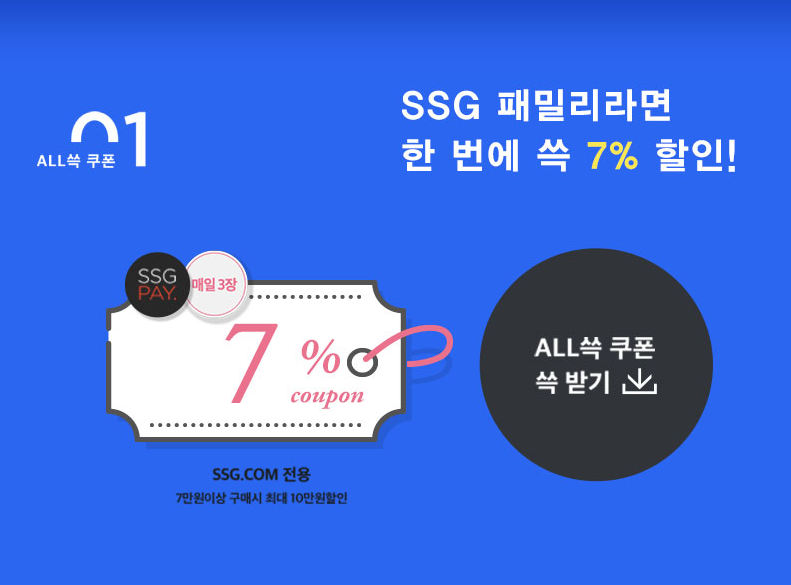 01
ALL쓱 쿠폰
SSG 패밀리라면
한 번에 쓱 7% 할인!
SSG
PAY.
매일 3장
7%
coupon
SSG.COM 전용
7만원이상 구매시 최대 10만원할인
ALL쓱 쿠폰
쓱 받기